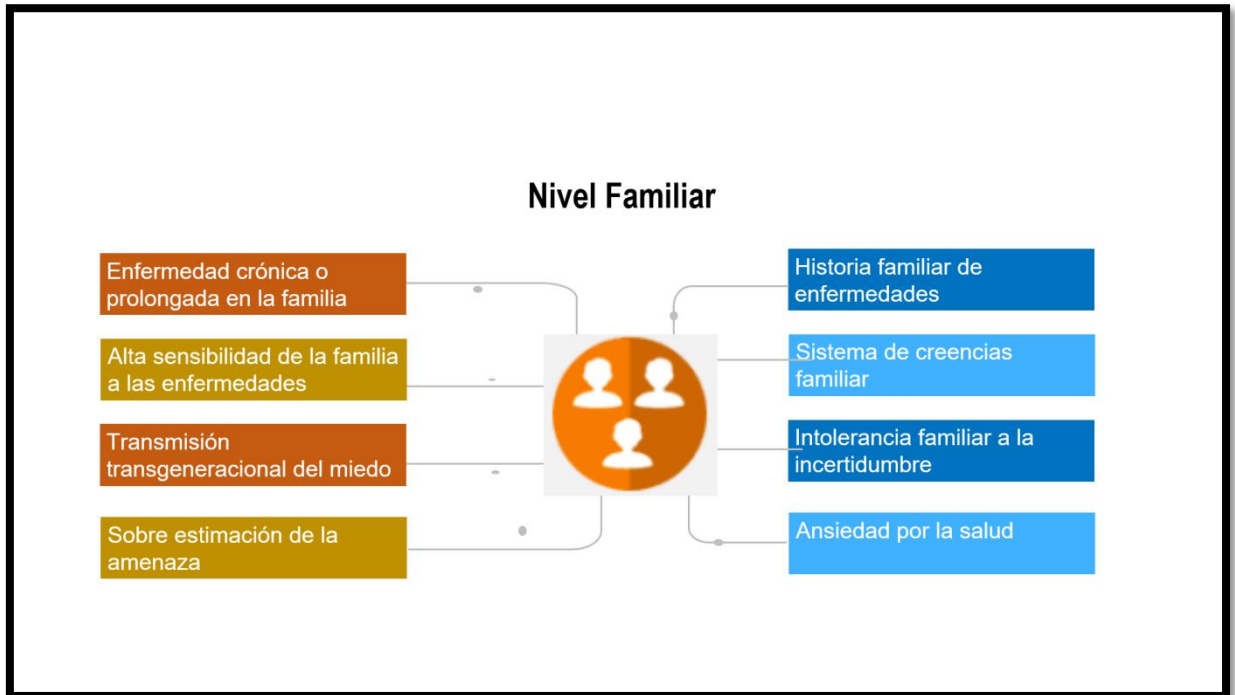 Nivel Familiar
Enfermedad crónica o
prolongada en la familia
Alta sensibilidad de la familia
a las enfermedades
Transmisión
transgeneracional del miedo
Sobre estimación de la
amenaza
Historia familiar de
enfermedades
Sistema de creencias
familiar
Intolerancia familiar a la
incertidumbre
Ansiedad por la salud